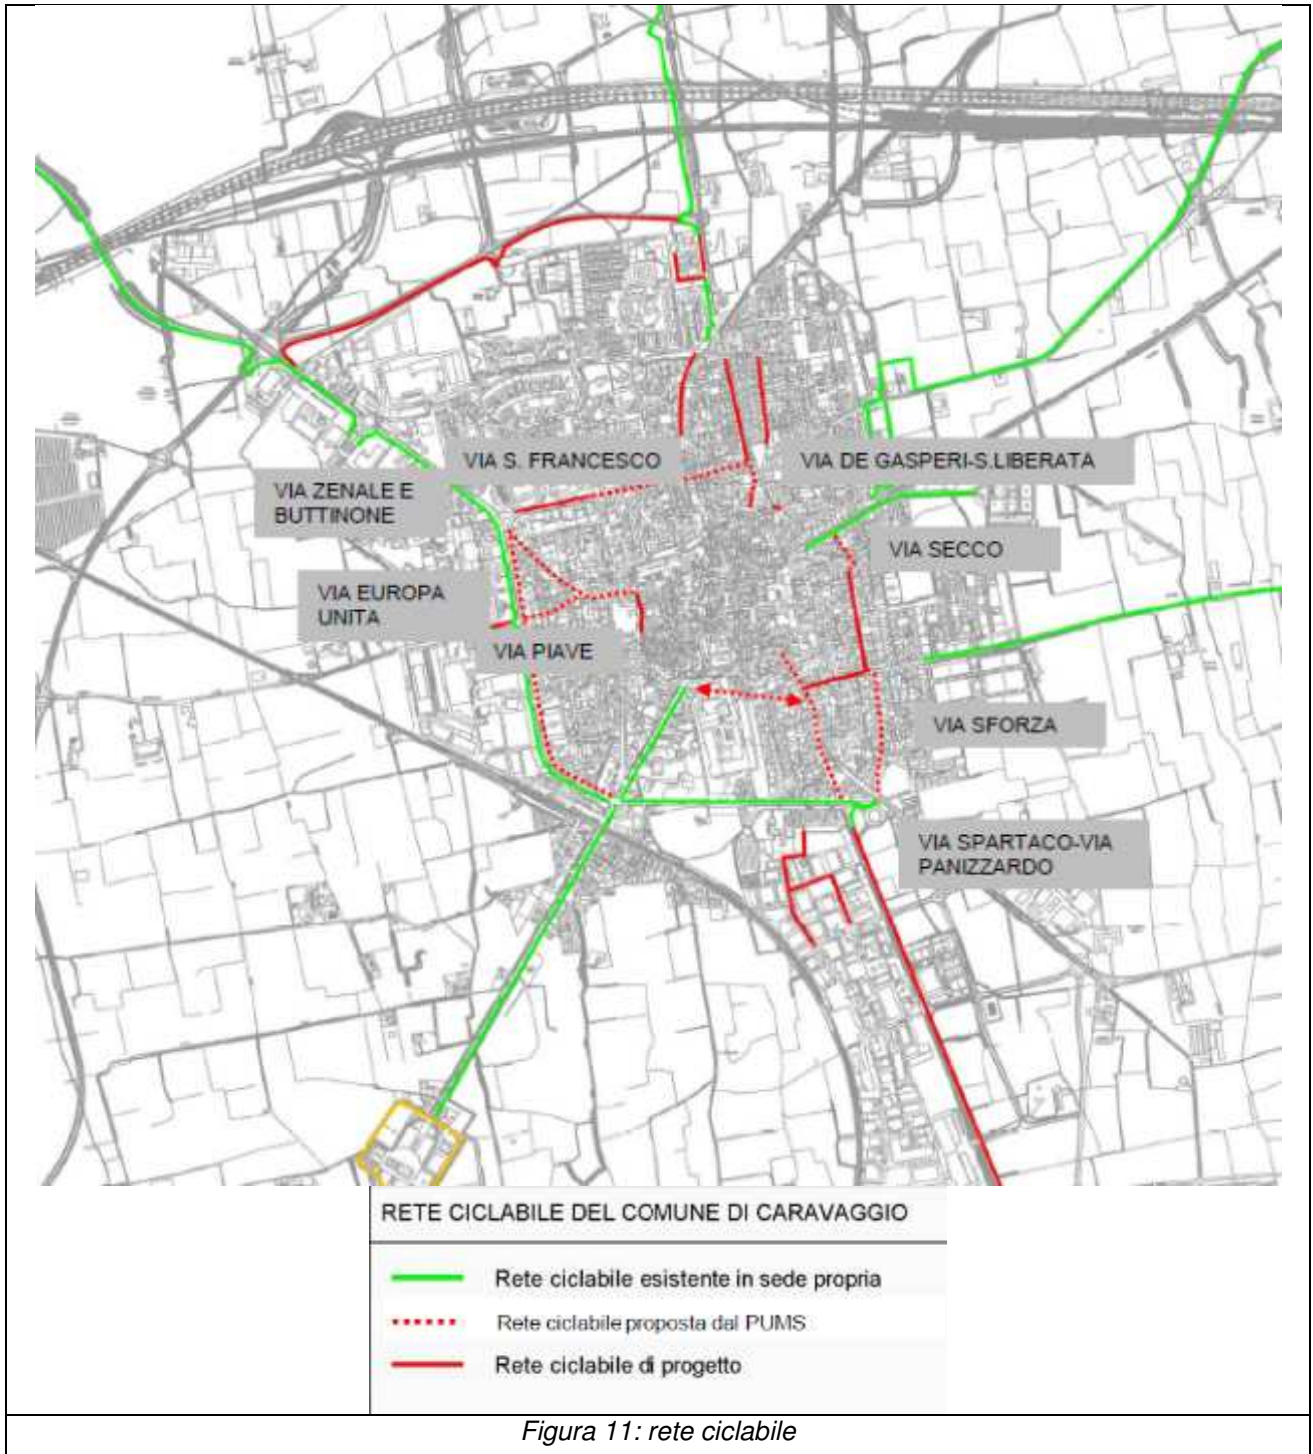 VIA S. FRANCESCO
VIA DE GASPERI-S.LIBERATA
VIA ZENALE E
BUTTINONE
VIA SECCO
VIA EUROPA
UNITA
VIA PIAVE
VIA SFORZA
VIA SPARTACO-VIA
PANIZZARDO
RETE CICLABILE DEL COMUNE DI CARAVAGGIO
Rete ciclabile esistente in sede propria
Rete ciclabile proposta dal PUMS
Rete ciclabile di progetto
Figura 11: rete ciclabile